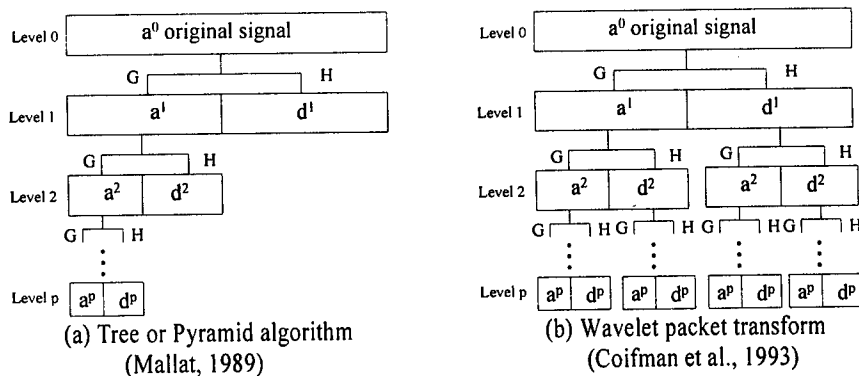 Level 0
a⁰ original signal
G
H
Level 1
a¹
d¹
G
H
Level 2
a²
d²
G
H
Level p
aᵖ
dᵖ
(a) Tree or Pyramid algorithm
(Mallat, 1989)
Level 0
a⁰ original signal
G
H
Level 1
a¹
d¹
G
H
G
H
Level 2
a²
d²
a²
d²
G
H
G
H
G
H
G
H
Level p
aᵖ
dᵖ
aᵖ
dᵖ
aᵖ
dᵖ
aᵖ
dᵖ
(b) Wavelet packet transform
(Coifman et al., 1993)